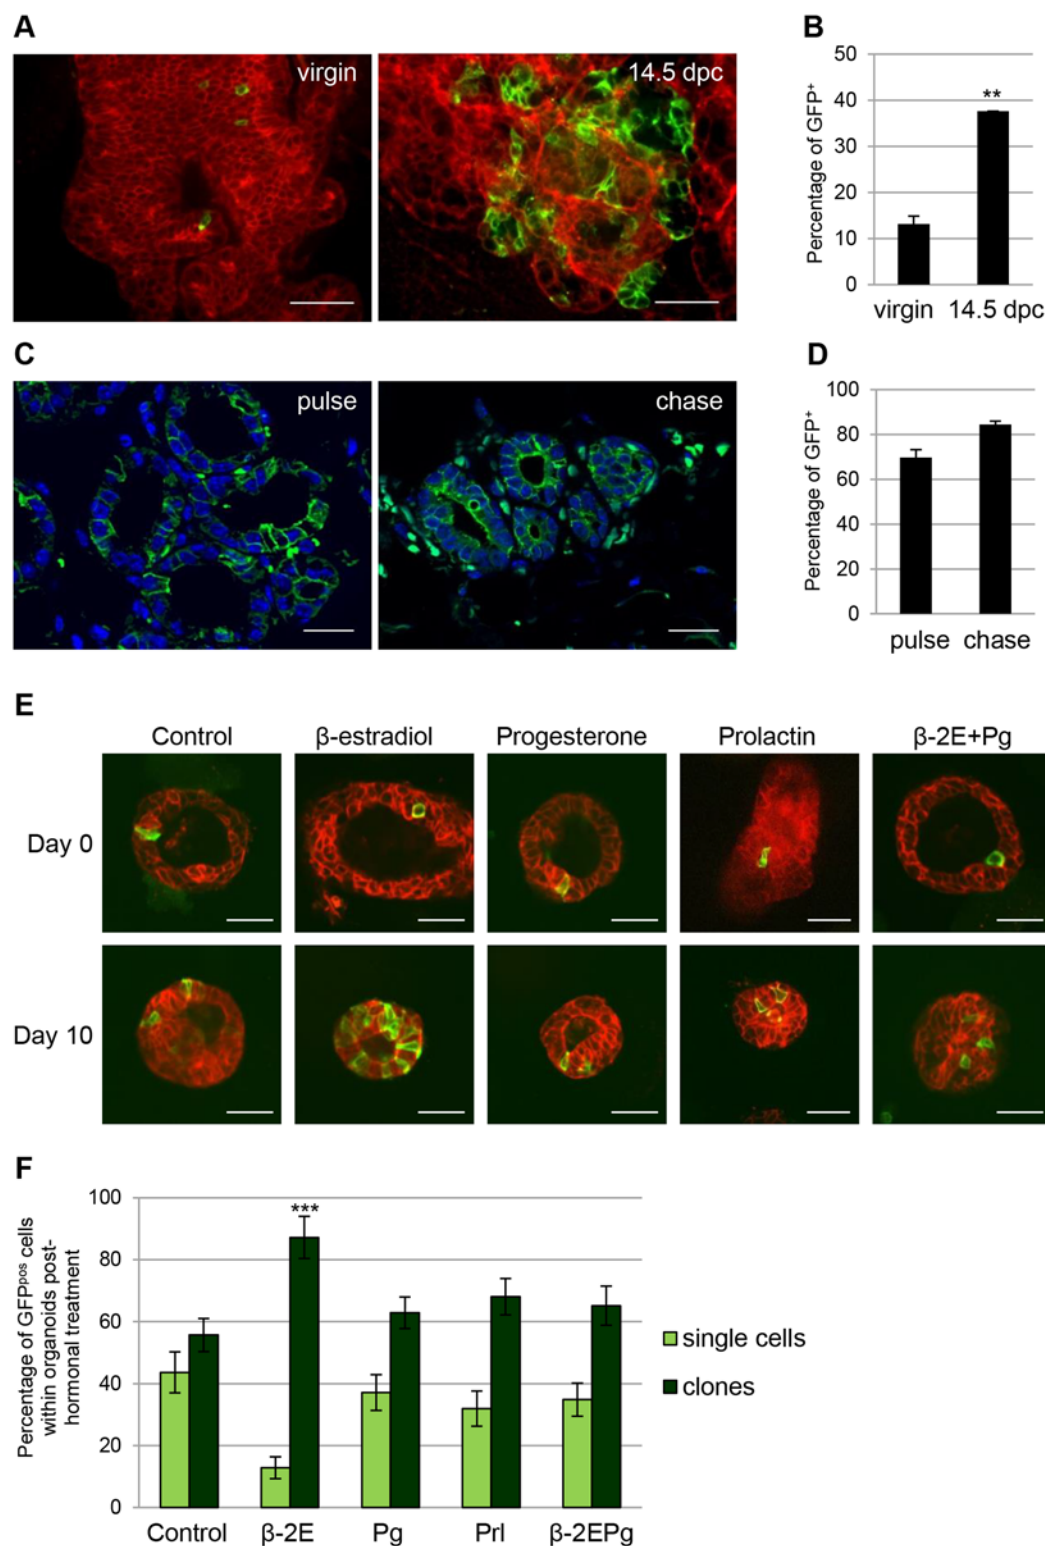 A
virgin
14.5 dpc
B
Percentage of GFP⁺
50
40
30
20
10
0
**
virgin
14.5 dpc
C
pulse
chase
D
Percentage of GFP⁺
100
80
60
40
20
0
pulse
chase
E
Control
β-estradiol
Progesterone
Prolactin
β-2E+Pg
Day 0
Day 10
F
Percentage of GFPᵖᵒˢ cells
within organoids post-
hormonal treatment
100
80
60
40
20
0
***
Control
β-2E
Pg
Prl
β-2EPg
single cells
clones